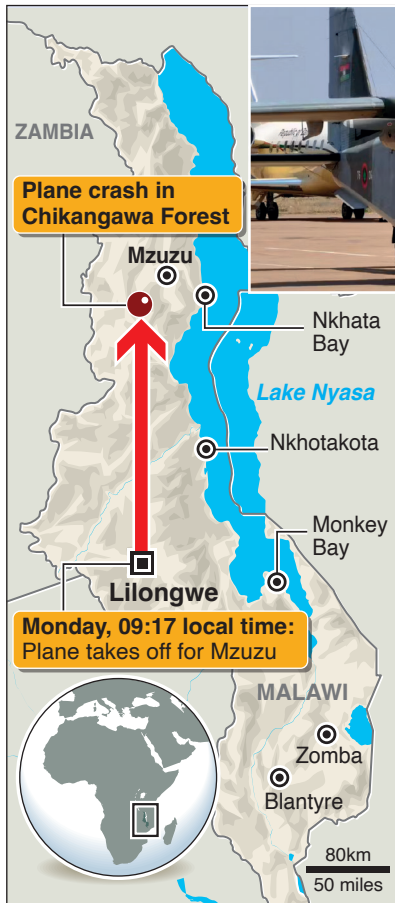 ZAMBIA
Plane crash in
Chikangawa Forest
Mzuzu
Nkhata
Bay
Lake Nyasa
Nkhotakota
Monkey
Bay
Lilongwe
Monday, 09:17 local time:
Plane takes off for Mzuzu
MALAWI
Zomba
Blantyre
80km
50 miles